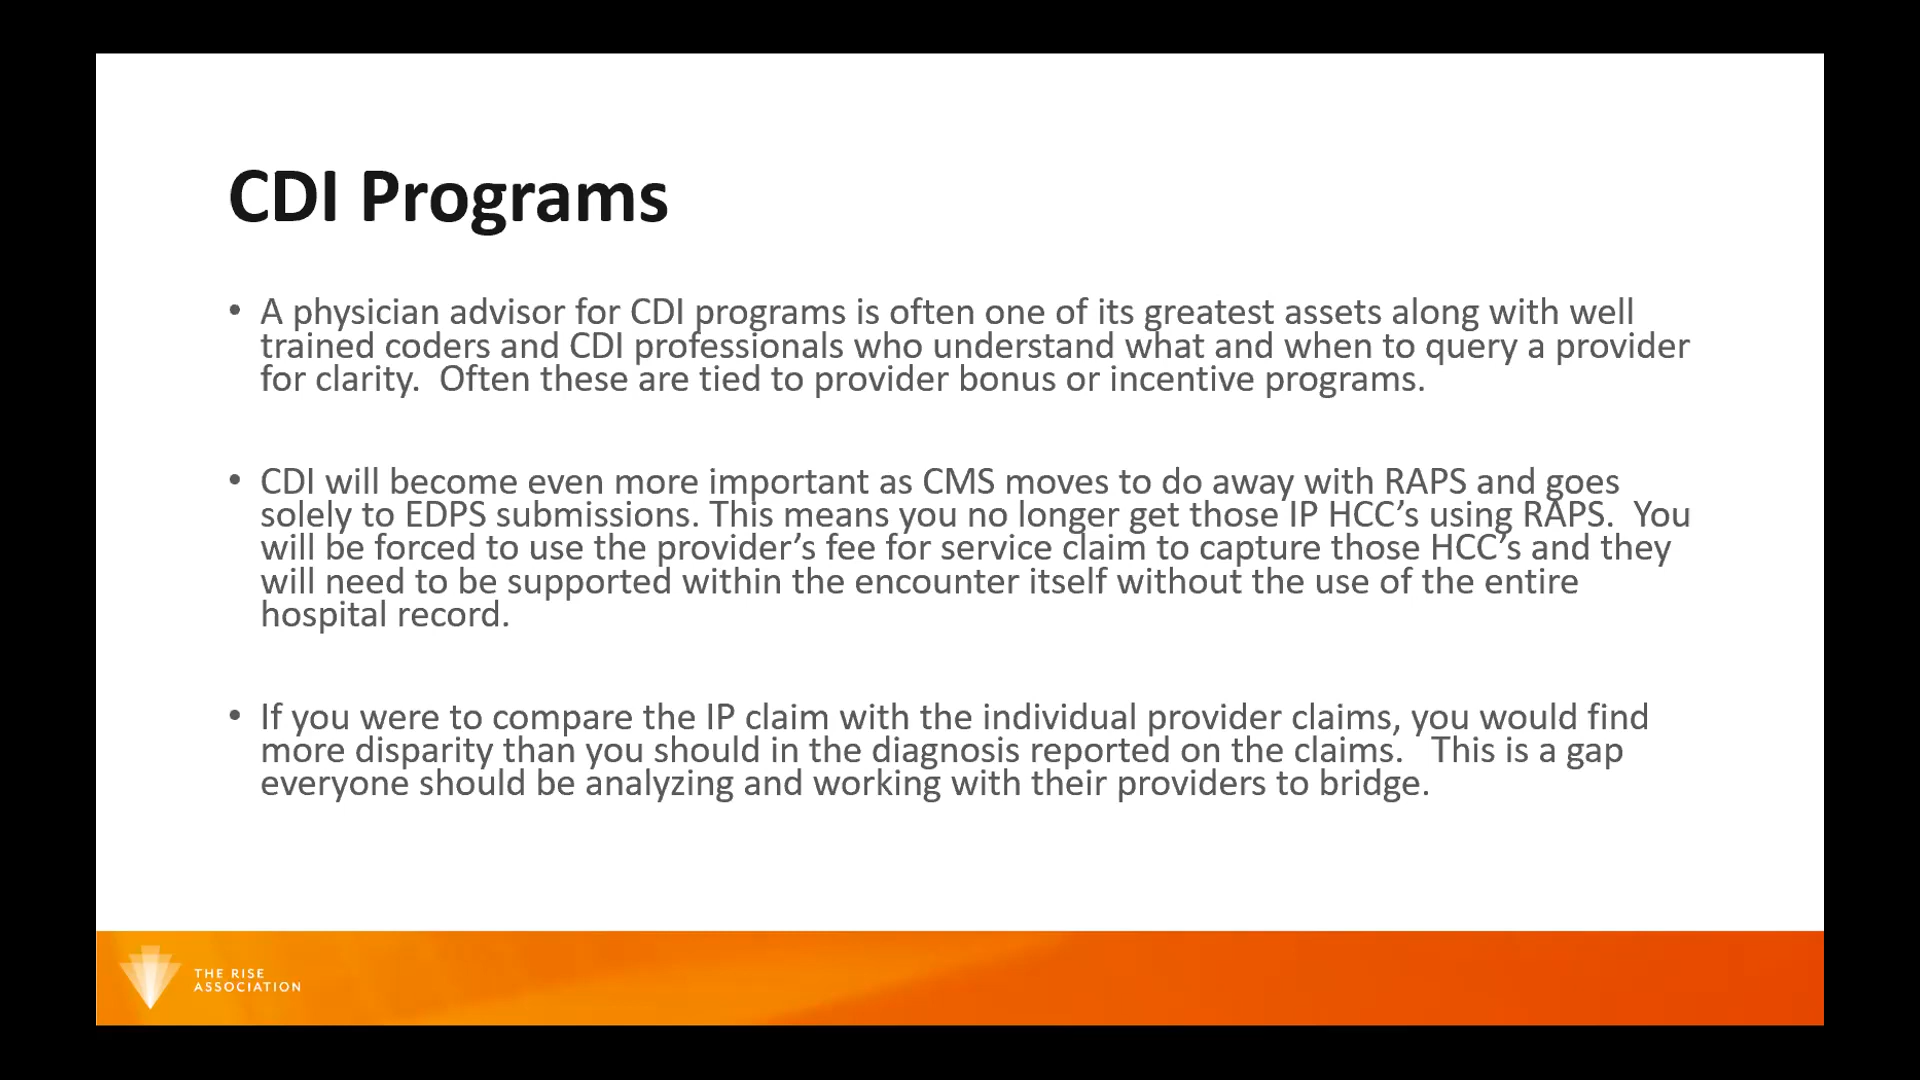 CDI Programs
• A physician advisor for CDI programs is often one of its greatest assets along with well
trained coders and CDI professionals who understand what and when to query a provider
for clarity.  Often these are tied to provider bonus or incentive programs.
• CDI will become even more important as CMS moves to do away with RAPS and goes
solely to EDPS submissions. This means you no longer get those IP HCC’s using RAPS.  You
will be forced to use the provider’s fee for service claim to capture those HCC’s and they
will need to be supported within the encounter itself without the use of the entire
hospital record.
• If you were to compare the IP claim with the individual provider claims, you would find
more disparity than you should in the diagnosis reported on the claims.   This is a gap
everyone should be analyzing and working with their providers to bridge.
THE RISE
ASSOCIATION